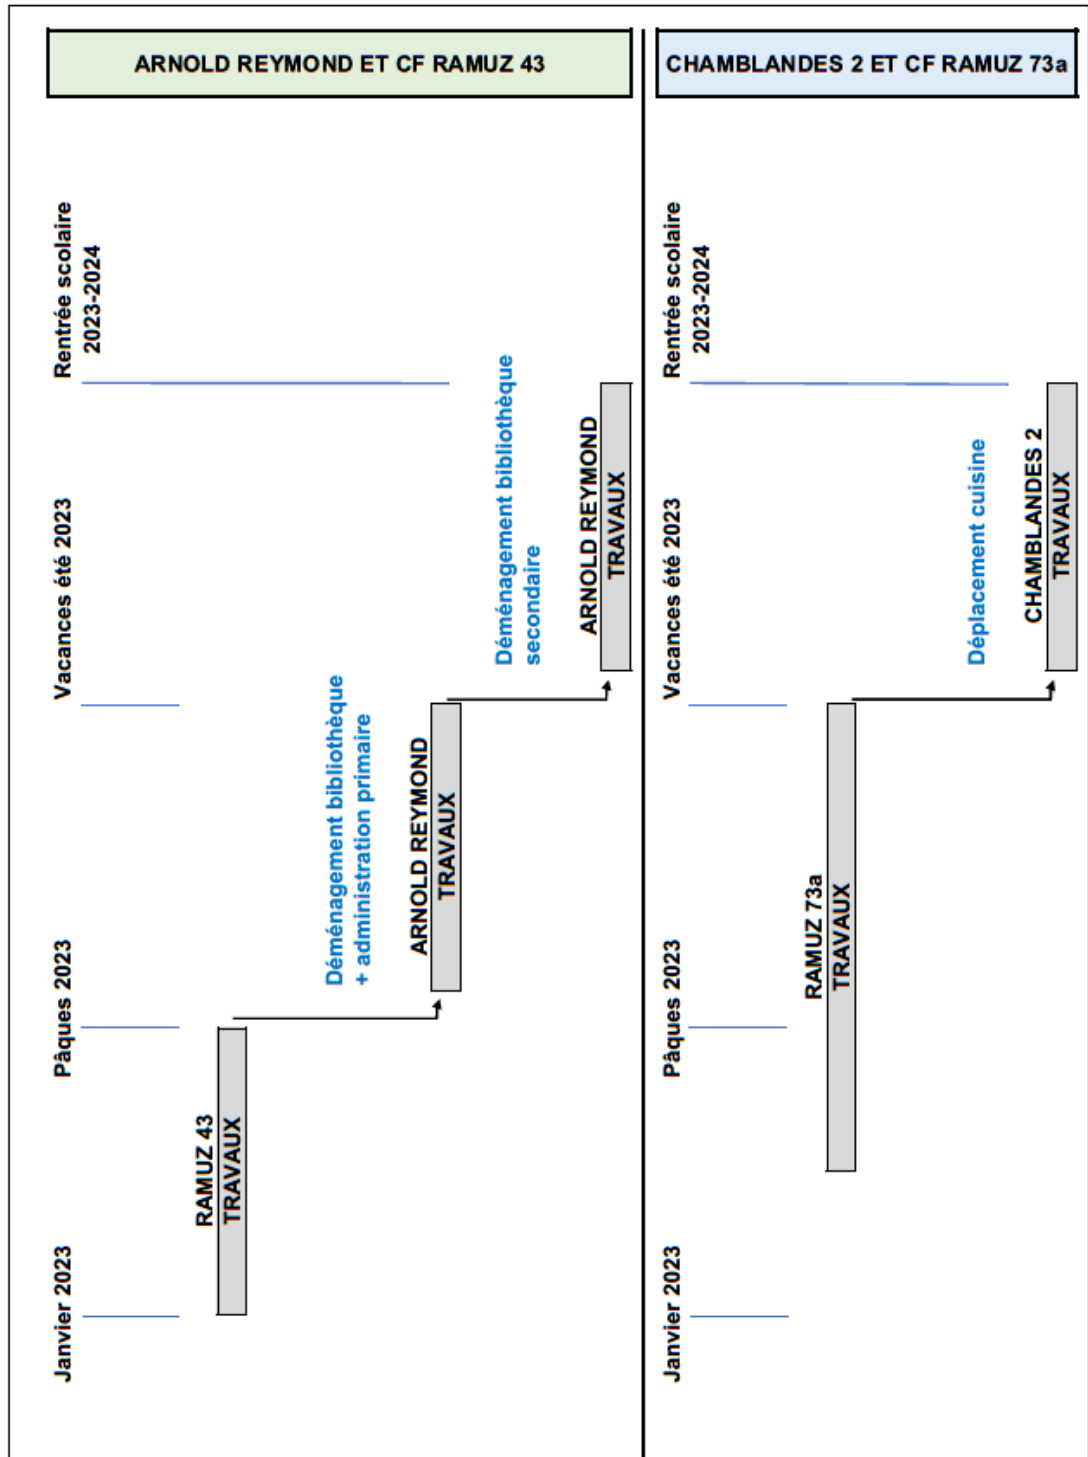 ARNOLD REYMOND ET CF RAMUZ 43
Janvier 2023
Pâques 2023
Vacances été 2023
Rentrée scolaire
2023-2024
RAMUZ 43
TRAVAUX
Déménagement bibliothèque
+ administration primaire
ARNOLD REYMOND
TRAVAUX
Déménagement bibliothèque
secondaire
ARNOLD REYMOND
TRAVAUX
CHAMBLANDES 2 ET CF RAMUZ 73a
Janvier 2023
Pâques 2023
Vacances été 2023
Rentrée scolaire
2023-2024
RAMUZ 73a
TRAVAUX
Déplacement cuisine
CHAMBLANDES 2
TRAVAUX